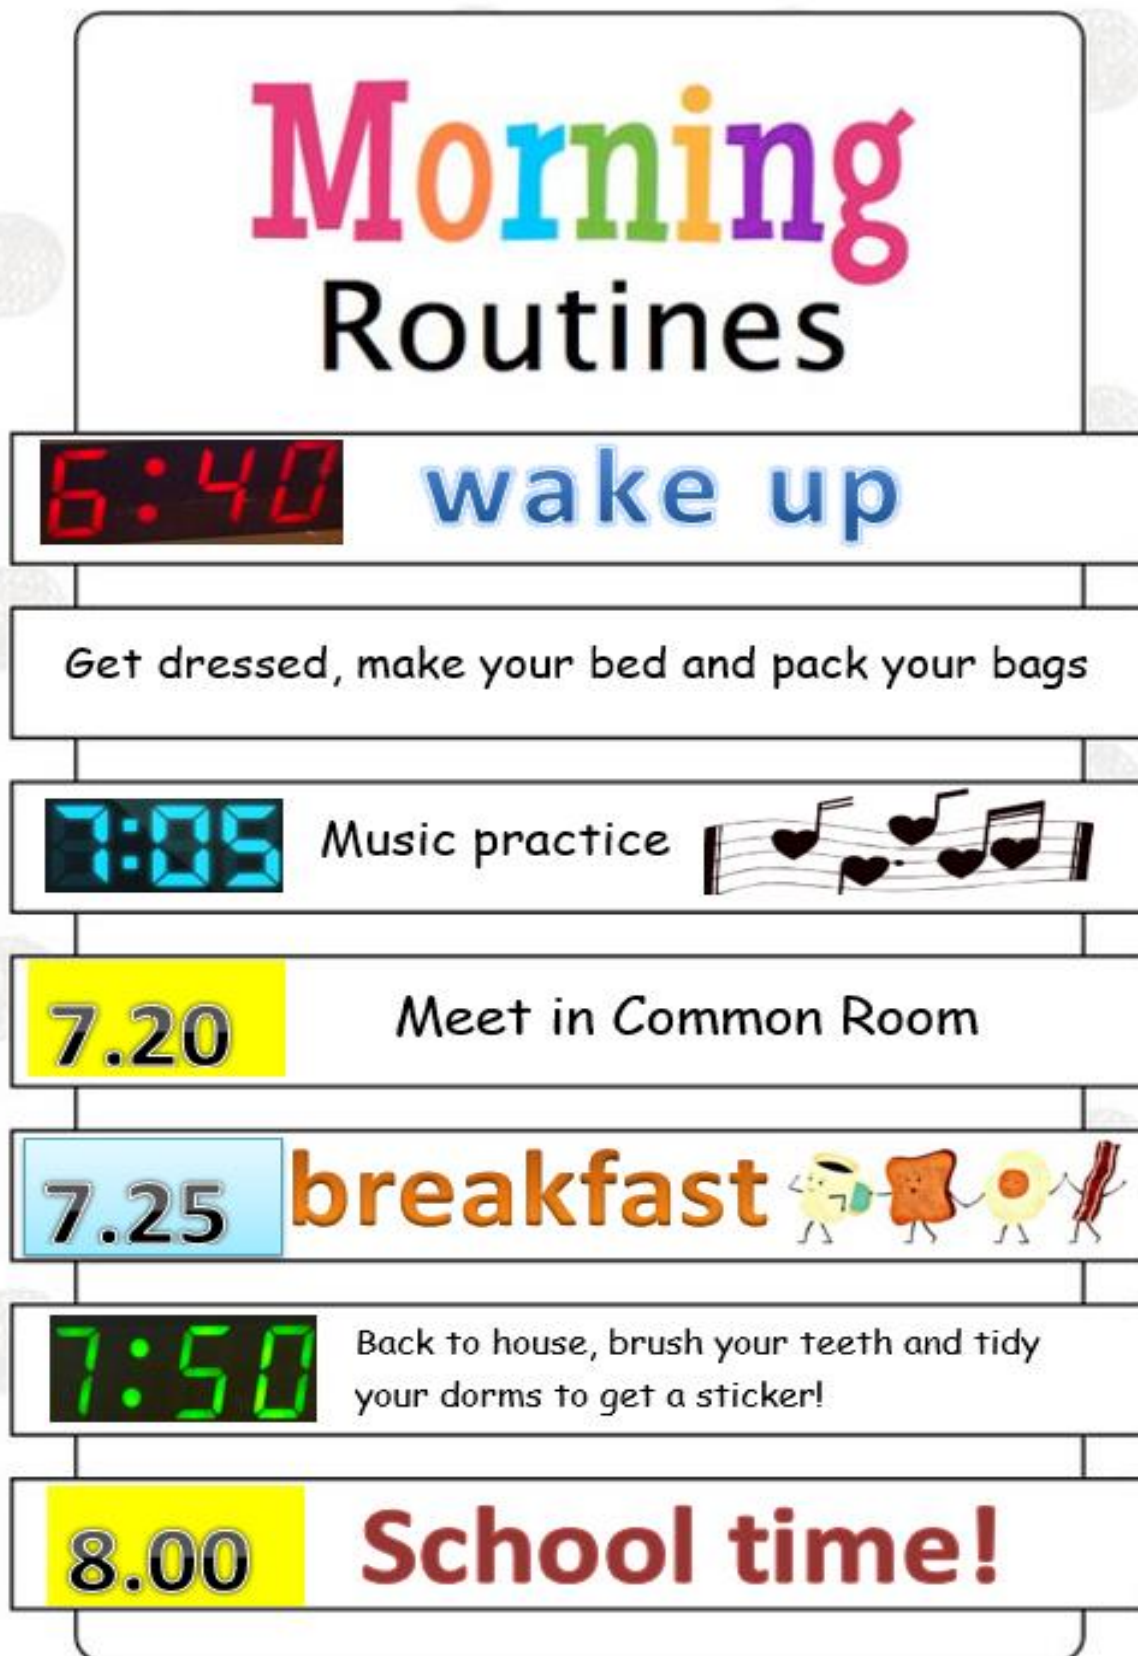 Morning
Routines
6:40 wake up
Get dressed, make your bed and pack your bags
7:05 Music practice
7.20 Meet in Common Room
7.25 breakfast
7:50 Back to house, brush your teeth and tidy
your dorms to get a sticker!
8.00 School time!